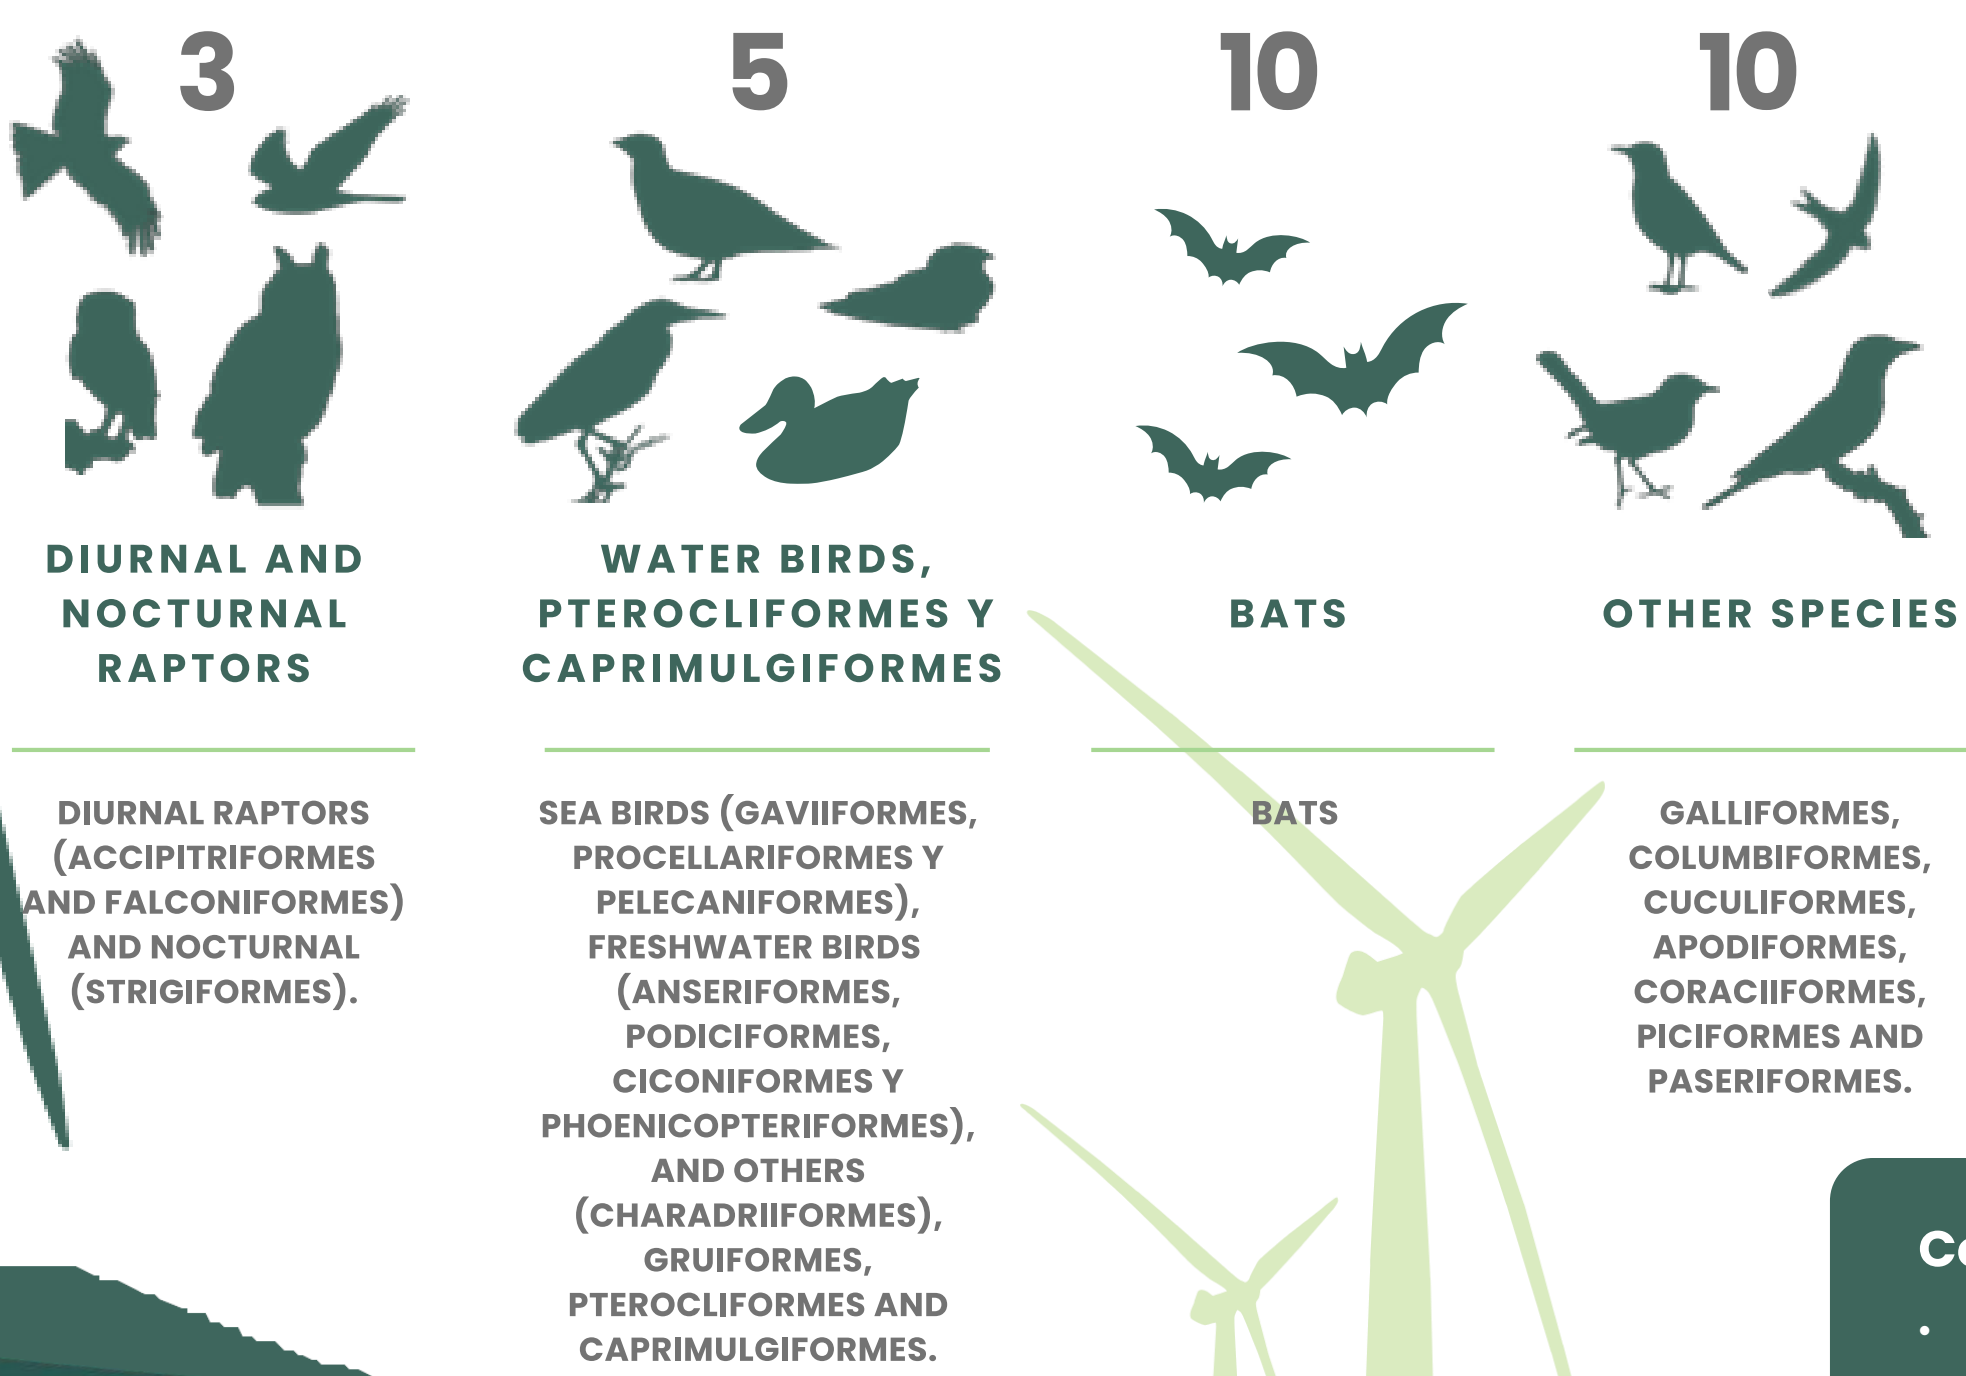 3
DIURNAL AND
NOCTURNAL
RAPTORS
DIURNAL RAPTORS
(ACCIPITRIFORMES
AND FALCONIFORMES)
AND NOCTURNAL
(STRIGIFORMES).
5
WATER BIRDS,
PTEROCLIFORMES Y
CAPRIMULGIFORMES
SEA BIRDS (GAVIIFORMES,
PROCELLARIFORMES Y
PELECANIFORMES),
FRESHWATER BIRDS
(ANSERIFORMES,
PODICIFORMES,
CICONIFORMES Y
PHOENICOPTERIFORMES),
AND OTHERS
(CHARADRIIFORMES),
GRUIFORMES,
PTEROCLIFORMES AND
CAPRIMULGIFORMES.
10
BATS
BATS
10
OTHER SPECIES
GALLIFORMES,
COLUMBIFORMES,
CUCULIFORMES,
APODIFORMES,
CORACIIFORMES,
PICIFORMES AND
PASERIFORMES.